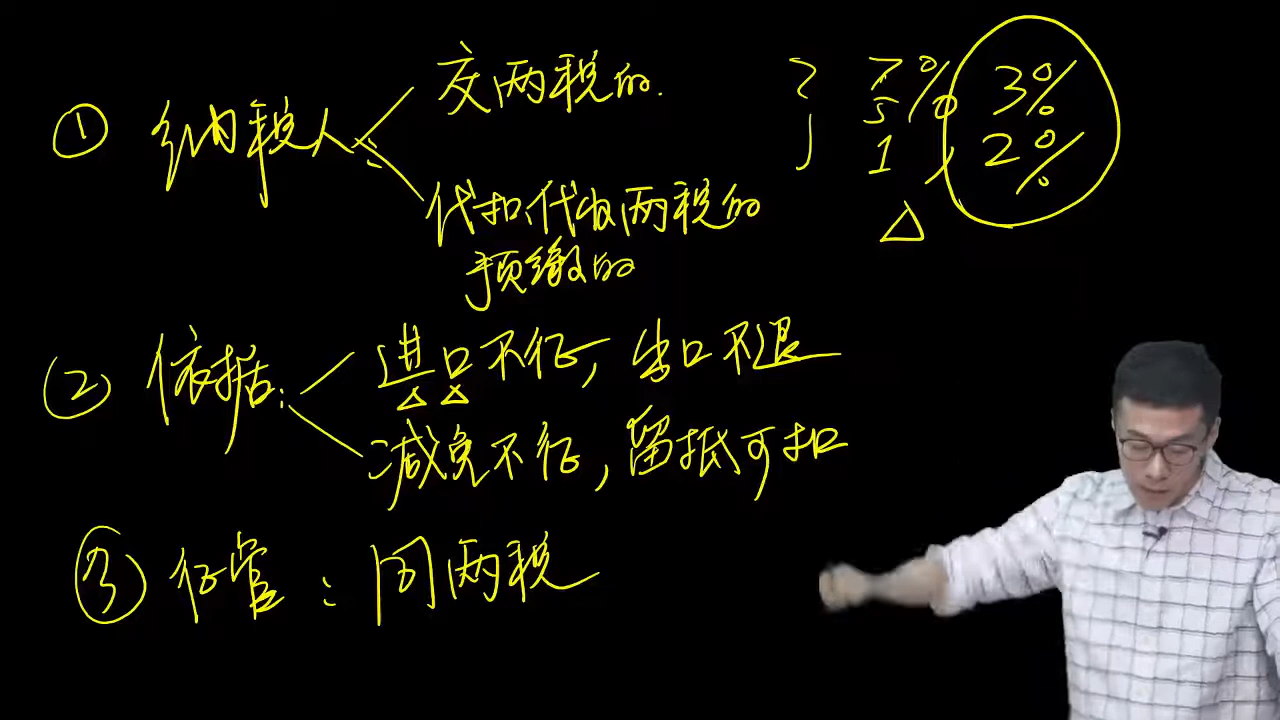 ① 纳税人 交两税的. 7% 3%
5% 1 2%
代扣、代收两税的
预缴的
② 依据: 进口不征, 出口不退
减免不征, 留抵可扣
③ 征管: 同两税